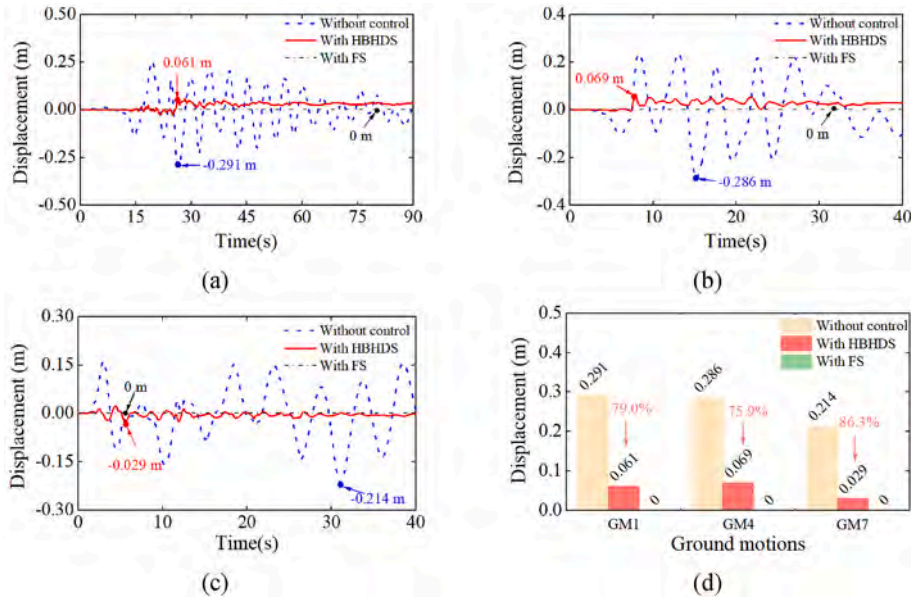 Displacement (m)
0.50
0.25
0.00
-0.25
-0.50
Without control
With HBHDS
With FS
0.061 m
0 m
-0.291 m
0 15 30 45 60 75 90
Time(s)
(a)
Displacement (m)
0.4
0.2
0.0
-0.2
-0.4
Without control
With HBHDS
With FS
0.069 m
0 m
-0.286 m
0 10 20 30 40
Time(s)
(b)
Displacement (m)
0.30
0.15
0.00
-0.15
-0.30
Without control
With HBHDS
With FS
0 m
-0.029 m
-0.214 m
0 10 20 30 40
Time(s)
(c)
Displacement (m)
0.5
0.4
0.3
0.2
0.1
0.0
Without control
With HBHDS
With FS
0.291
79.0%
0.061
0
0.286
75.9%
0.069
0
0.214
86.3%
0.029
0
GM1 GM4 GM7
Ground motions
(d)